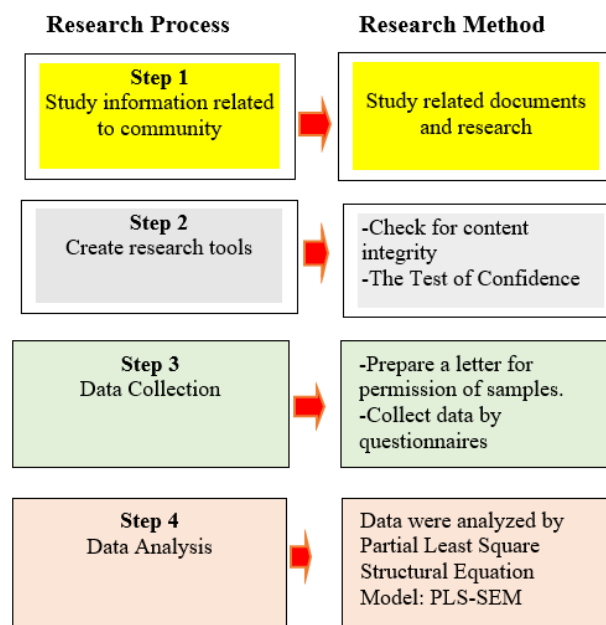 Research Process
Research Method
Step 1
Study information related
to community
Study related documents
and research
Step 2
Create research tools
-Check for content
integrity
-The Test of Confidence
Step 3
Data Collection
-Prepare a letter for
permission of samples.
-Collect data by
questionnaires
Step 4
Data Analysis
Data were analyzed by
Partial Least Square
Structural Equation
Model: PLS-SEM